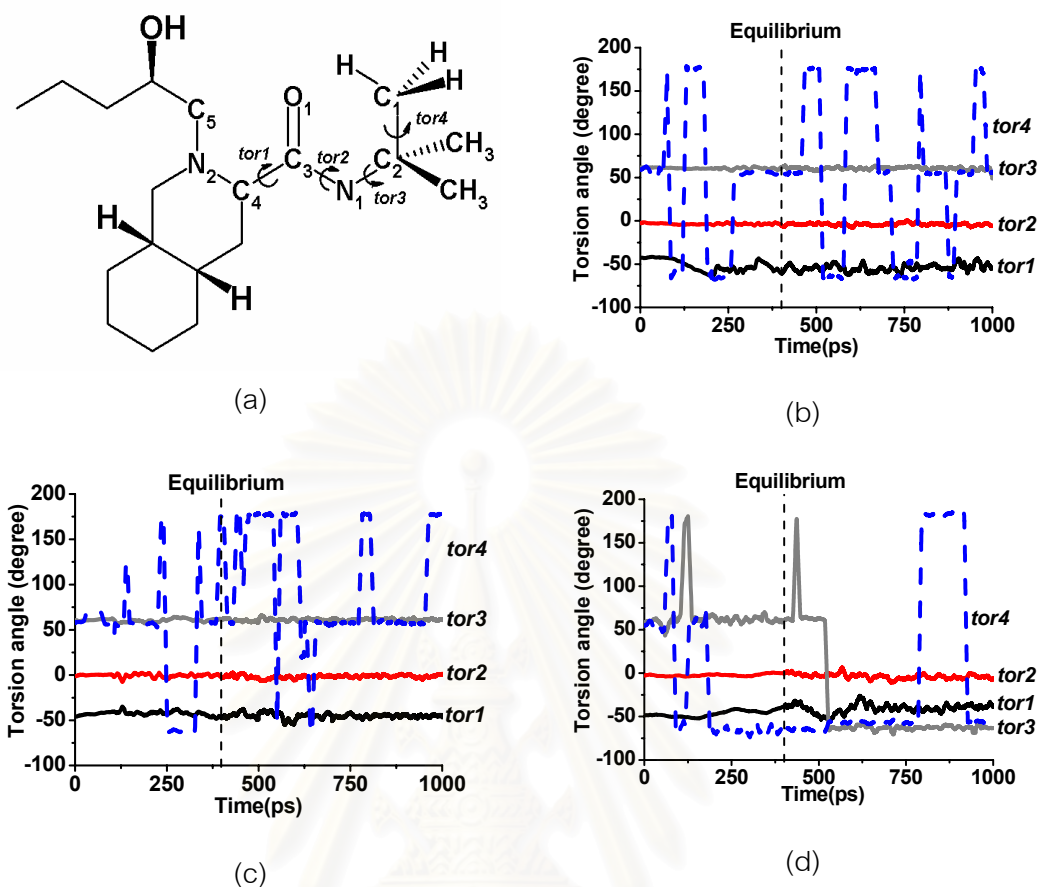 OH
H
H
H
O1
C1
tor4
C5
tor1
C3
tor2
C2
CH3
N2
C4
N1
tor3
CH3
H
H
(a)
Equilibrium
Torsion angle (degree)
200
150
100
50
0
-50
-100
0
250
500
750
1000
Time(ps)
tor4
tor3
tor2
tor1
(b)
Equilibrium
Torsion angle (degree)
200
150
100
50
0
-50
-100
0
250
500
750
1000
Time(ps)
tor4
tor3
tor2
tor1
(c)
Equilibrium
Torsion angle (degree)
200
150
100
50
0
-50
-100
0
250
500
750
1000
Time(ps)
tor4
tor2
tor1
tor3
(d)